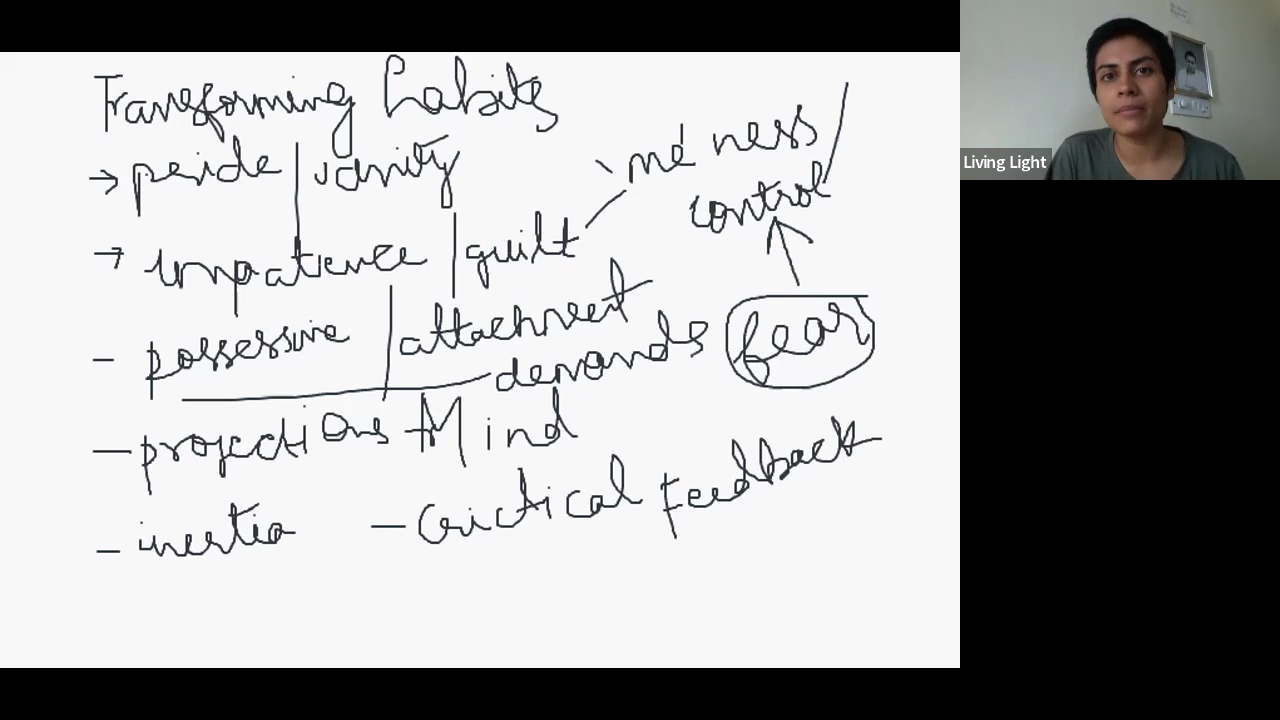 Transforming habits
→ pride | vanity
'me' ness / control
→ impatience | guilt
- possessive | attachment
demands
fear
- projections Mind
- inertia - Crictical feedback
Living Light